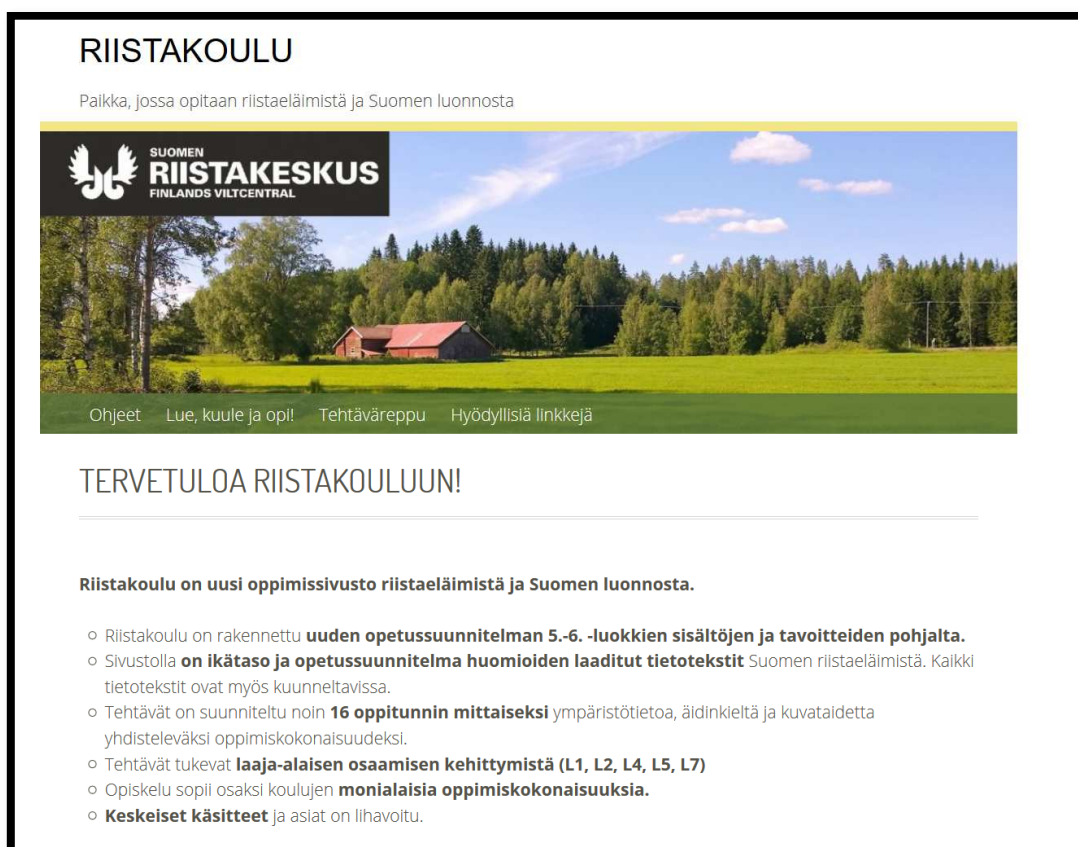 RIISTAKOULU
Paikka, jossa opitaan riistaeläimistä ja Suomen luonnosta
SUOMEN
RIISTAKESKUS
FINLANDS VILTCENTRAL
Ohjeet Lue, kuule ja opi! Tehtäväreppu Hyödyllisiä linkkejä
TERVETULOA RIISTAKOULUUN!
Riistakoulu on uusi oppimissivusto riistaeläimistä ja Suomen luonnosta.
Riistakoulu on rakennettu uuden opetussuunnitelman 5.-6. -luokkien sisältöjen ja tavoitteiden pohjalta.
Sivustolla on ikätaso ja opetussuunnitelma huomioiden laaditut tietotekstit Suomen riistaeläimistä. Kaikki
tietotekstit ovat myös kuunneltavissa.
Tehtävät on suunniteltu noin 16 oppitunnin mittaiseksi ympäristötietoa, äidinkieltä ja kuvataidetta
yhdisteleväksi oppimiskokonaisuudeksi.
Tehtävät tukevat laaja-alaisen osaamisen kehittymistä (L1, L2, L4, L5, L7)
Opiskelu sopii osaksi koulujen monialaisia oppimiskokonaisuuksia.
Keskeiset käsitteet ja asiat on lihavoitu.